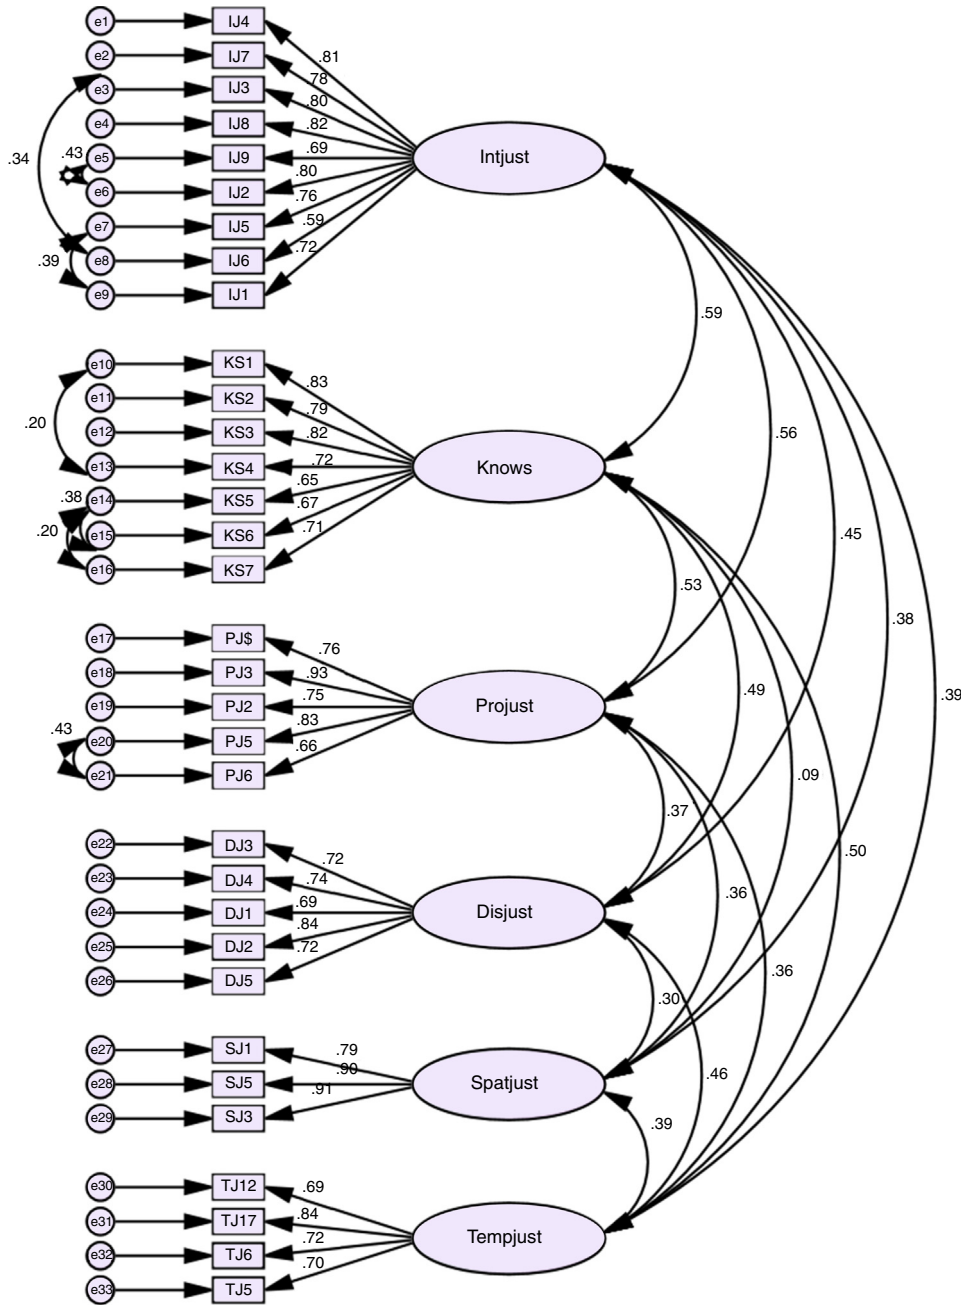 e1 IJ4
.81
e2 IJ7
.78
e3 IJ3
.80
e4 IJ8
.82
.34
.43
e5 IJ9
.69
Intjust
.80
e6 IJ2
.76
e7 IJ5
.59
.39
e8 IJ6
.72
e9 IJ1
.59
e10 KS1
.83
e11 KS2
.79
.20
e12 KS3
.82
.56
e13 KS4
.72
Knows
.65
.38
e14 KS5
.67
.20
e15 KS6
.71
.45
e16 KS7
.53
.38
e17 PJ$
.76
e18 PJ3
.93
.49
.39
.75
e19 PJ2
Projust
.83
.43
e20 PJ5
.66
e21 PJ6
.09
.37
e22 DJ3
.72
.50
e23 DJ4
.74
.36
.69
e24 DJ1
Disjust
.84
e25 DJ2
.72
e26 DJ5
.36
.30
e27 SJ1
.79
.90
.46
e28 SJ5
.91
Spatjust
e29 SJ3
.39
e30 TJ12
.69
e31 TJ17
.84
.72
Tempjust
e32 TJ6
.70
e33 TJ5